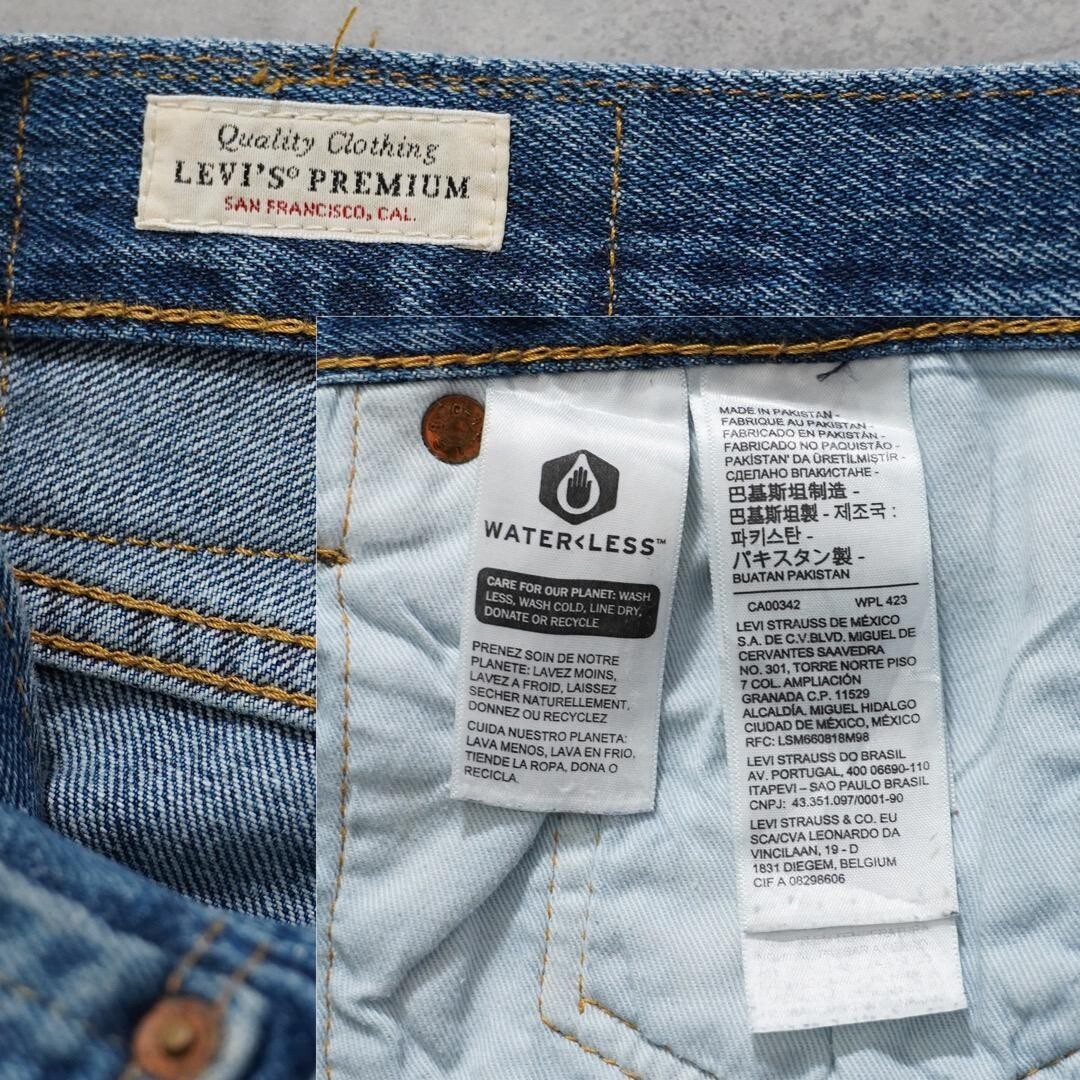 Quality Clothing
LEVI'S® PREMIUM
SAN FRANCISCO, CAL.
WATER<LESS™
CARE FOR OUR PLANET: WASH
LESS, WASH COLD, LINE DRY,
DONATE OR RECYCLE
PRENEZ SOIN DE NOTRE
PLANETE: LAVEZ MOINS,
LAVEZ A FROID, LAISSEZ
SECHER NATURELLEMENT,
DONNEZ OU RECYCLEZ
CUIDA NUESTRO PLANETA:
LAVA MENOS, LAVA EN FRIO,
TIENDE LA ROPA, DONA O
RECICLA.
MADE IN PAKISTAN -
FABRIQUE AU PAKISTAN -
FABRICADO EN PAKISTÁN -
FABRICADO NO PAQUISTÃO -
PAKİSTAN' DA ÜRETİLMİŞTİR -
СДЕЛАНО ВПАКИСТАНЕ -
巴基斯坦制造 -
巴基斯坦製 - 제조국 :
파키스탄 -
パキスタン製 -
BUATAN PAKISTAN
CA00342 WPL 423
LEVI STRAUSS DE MÉXICO
S.A. DE C.V.BLVD. MIGUEL DE
CERVANTES SAAVEDRA
NO. 301, TORRE NORTE PISO
7 COL. AMPLIACIÓN
GRANADA C.P. 11529
ALCALDÍA, MIGUEL HIDALGO
CIUDAD DE MÉXICO, MÉXICO
RFC: LSM660818M98
LEVI STRAUSS DO BRASIL
AV. PORTUGAL, 400 06690-110
ITAPEVI – SAO PAULO BRASIL
CNPJ: 43.351.097/0001-90
LEVI STRAUSS & CO. EU
SCA/CVA LEONARDO DA
VINCILAAN, 19 - D
1831 DIEGEM, BELGIUM
CIF A 08298606